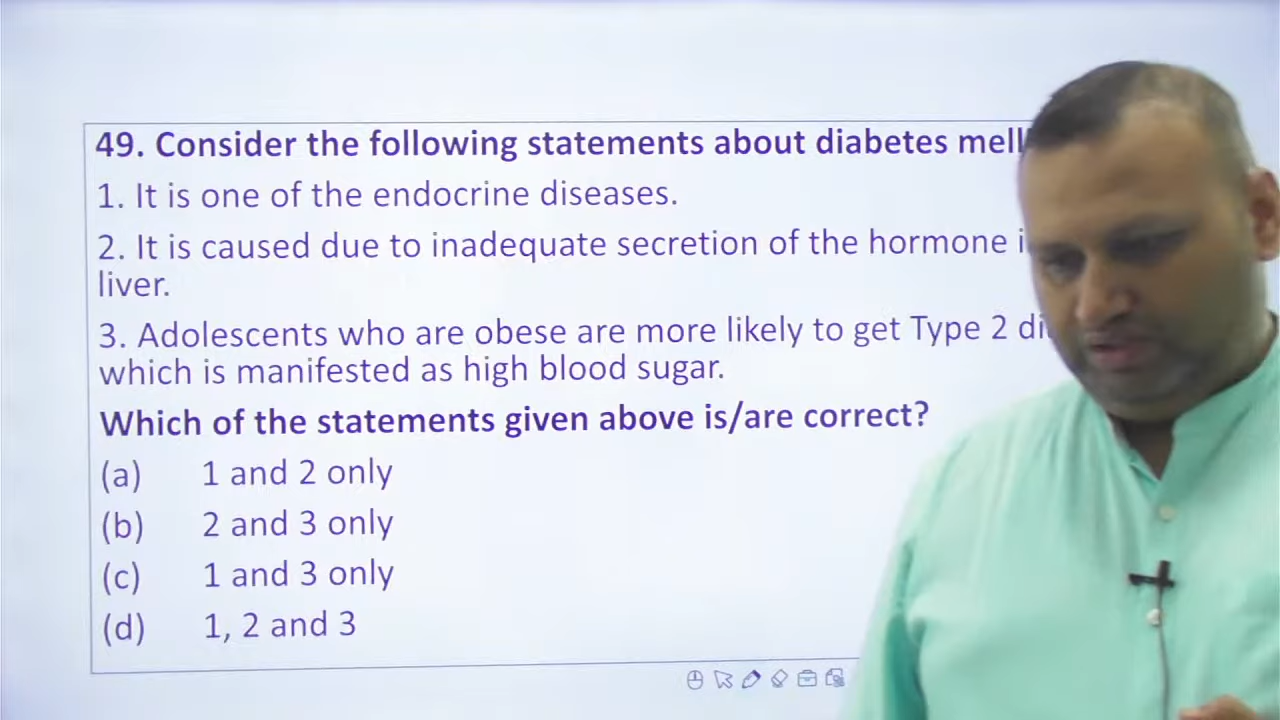 49. Consider the following statements about diabetes
1. It is one of the endocrine diseases.
2. It is caused due to inadequate secretion of the hormone
liver.
3. Adolescents who are obese are more likely to get Type 2
which is manifested as high blood sugar.
Which of the statements given above is/are correct?
(a) 1 and 2 only
(b) 2 and 3 only
(c) 1 and 3 only
(d) 1, 2 and 3